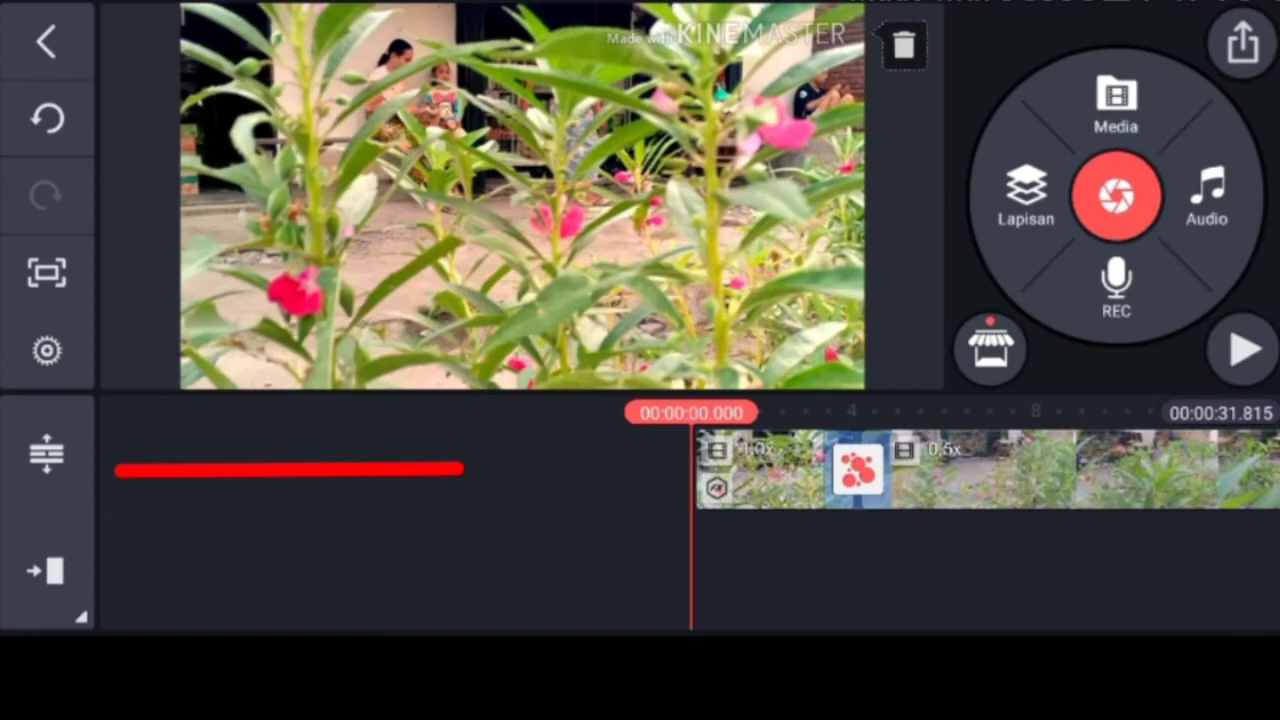 Made with KINEMASTER
Media
Lapisan
Audio
REC
00:00:00.000
4
8
00:00:31.815
1.0x
0.5x